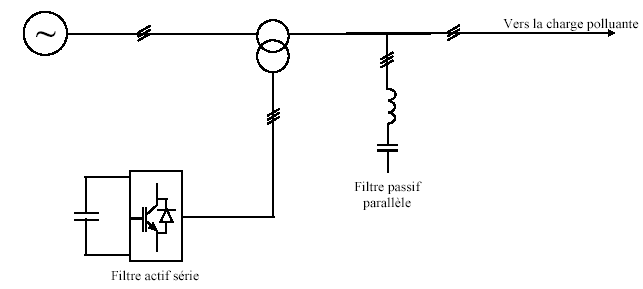 Vers la charge polluante
Filtre passif
parallèle
Filtre actif série